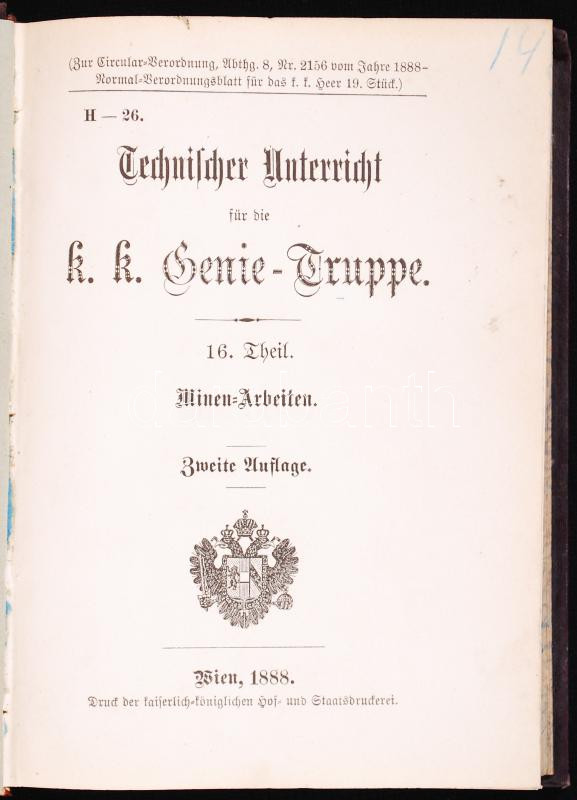 14
(Zur Circular-Verordnung, Abthg. 8, Nr. 2156 vom Jahre 1888-
Normal-Verordnungsblatt für das k. k. Heer 19. Stück.)
H — 26.
Technischer Unterricht
für die
k. k. Genie-Truppe.
16. Theil.
Minen-Arbeiten.
Zweite Auflage.
Wien, 1888.
Druck der kaiserlich-königlichen Hof- und Staatsdruckerei.